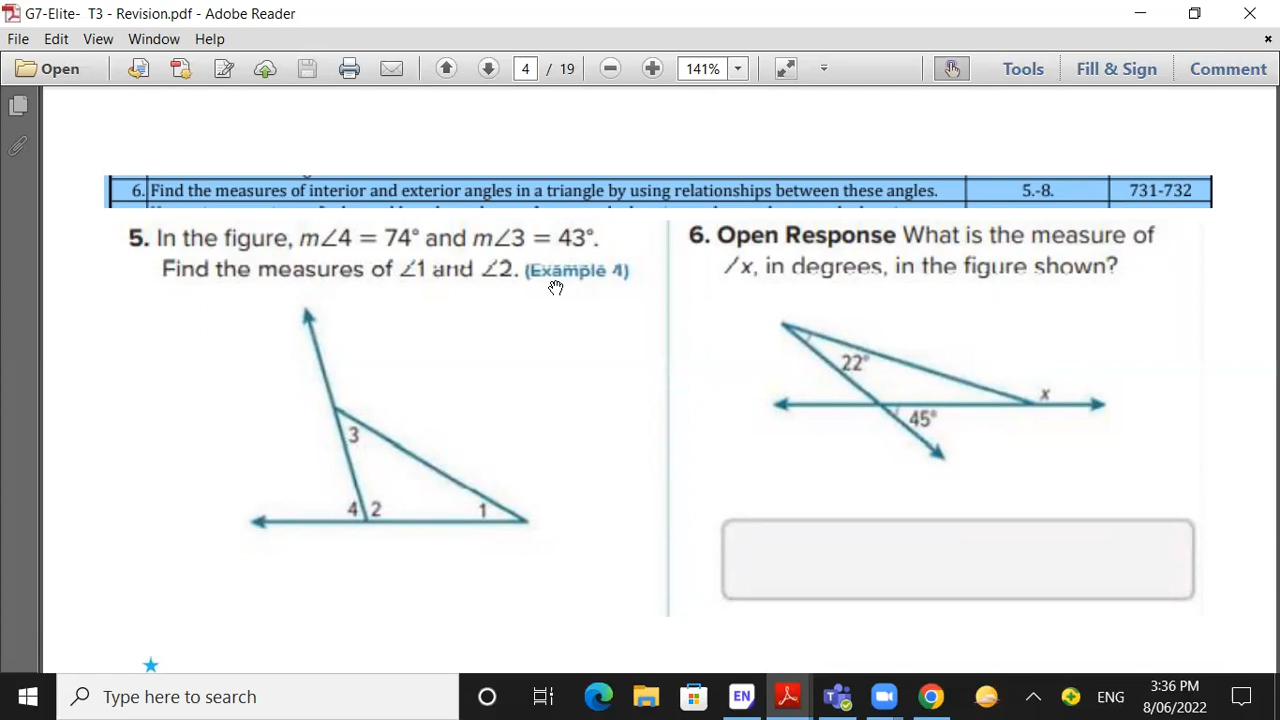 G7-Elite-  T3 - Revision.pdf - Adobe Reader
File Edit View Window Help
Open 4 / 19 141% Tools Fill & Sign Comment
6. Find the measures of interior and exterior angles in a triangle by using relationships between these angles. 5.-8. 731-732
5. In the figure, m∠4 = 74° and m∠3 = 43°.
Find the measures of ∠1 and ∠2. (Example 4)
3
4 2 1
6. Open Response What is the measure of
∠x, in degrees, in the figure shown?
22°
x
45°
Type here to search EN ENG 3:36 PM
8/06/2022